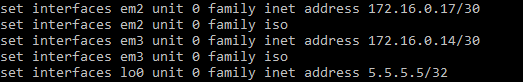 set interfaces em2 unit 0 family inet address 172.16.0.17/30
set interfaces em2 unit 0 family iso
set interfaces em3 unit 0 family inet address 172.16.0.14/30
set interfaces em3 unit 0 family iso
set interfaces lo0 unit 0 family inet address 5.5.5.5/32